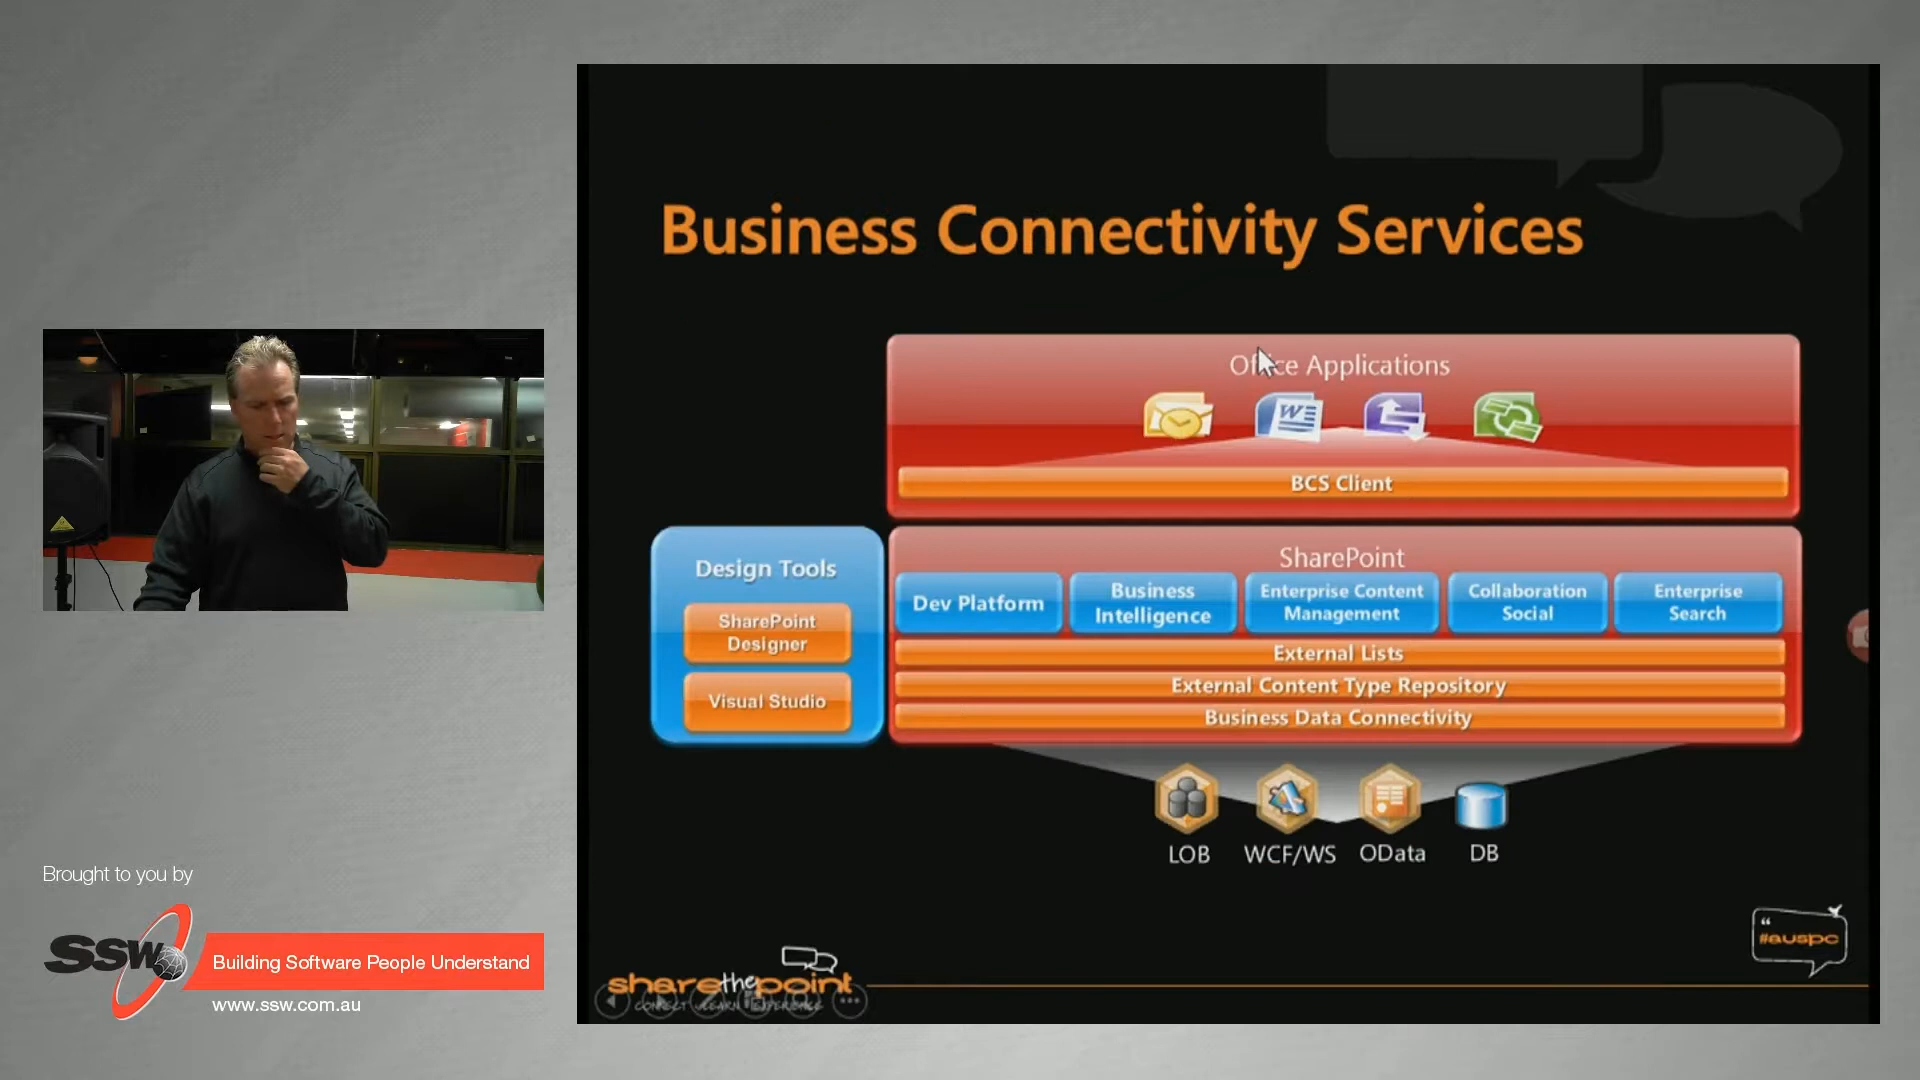 Business Connectivity Services
Office Applications
BCS Client
Design Tools
SharePoint
Designer
Visual Studio
SharePoint
Dev Platform
Business
Intelligence
Enterprise Content
Management
Collaboration
Social
Enterprise
Search
External Lists
External Content Type Repository
Business Data Connectivity
LOB
WCF/WS
OData
DB
"
#auspc
sharethepoint
CONNECT LEARN EXPERIENCE
Brought to you by
SSW
Building Software People Understand
www.ssw.com.au